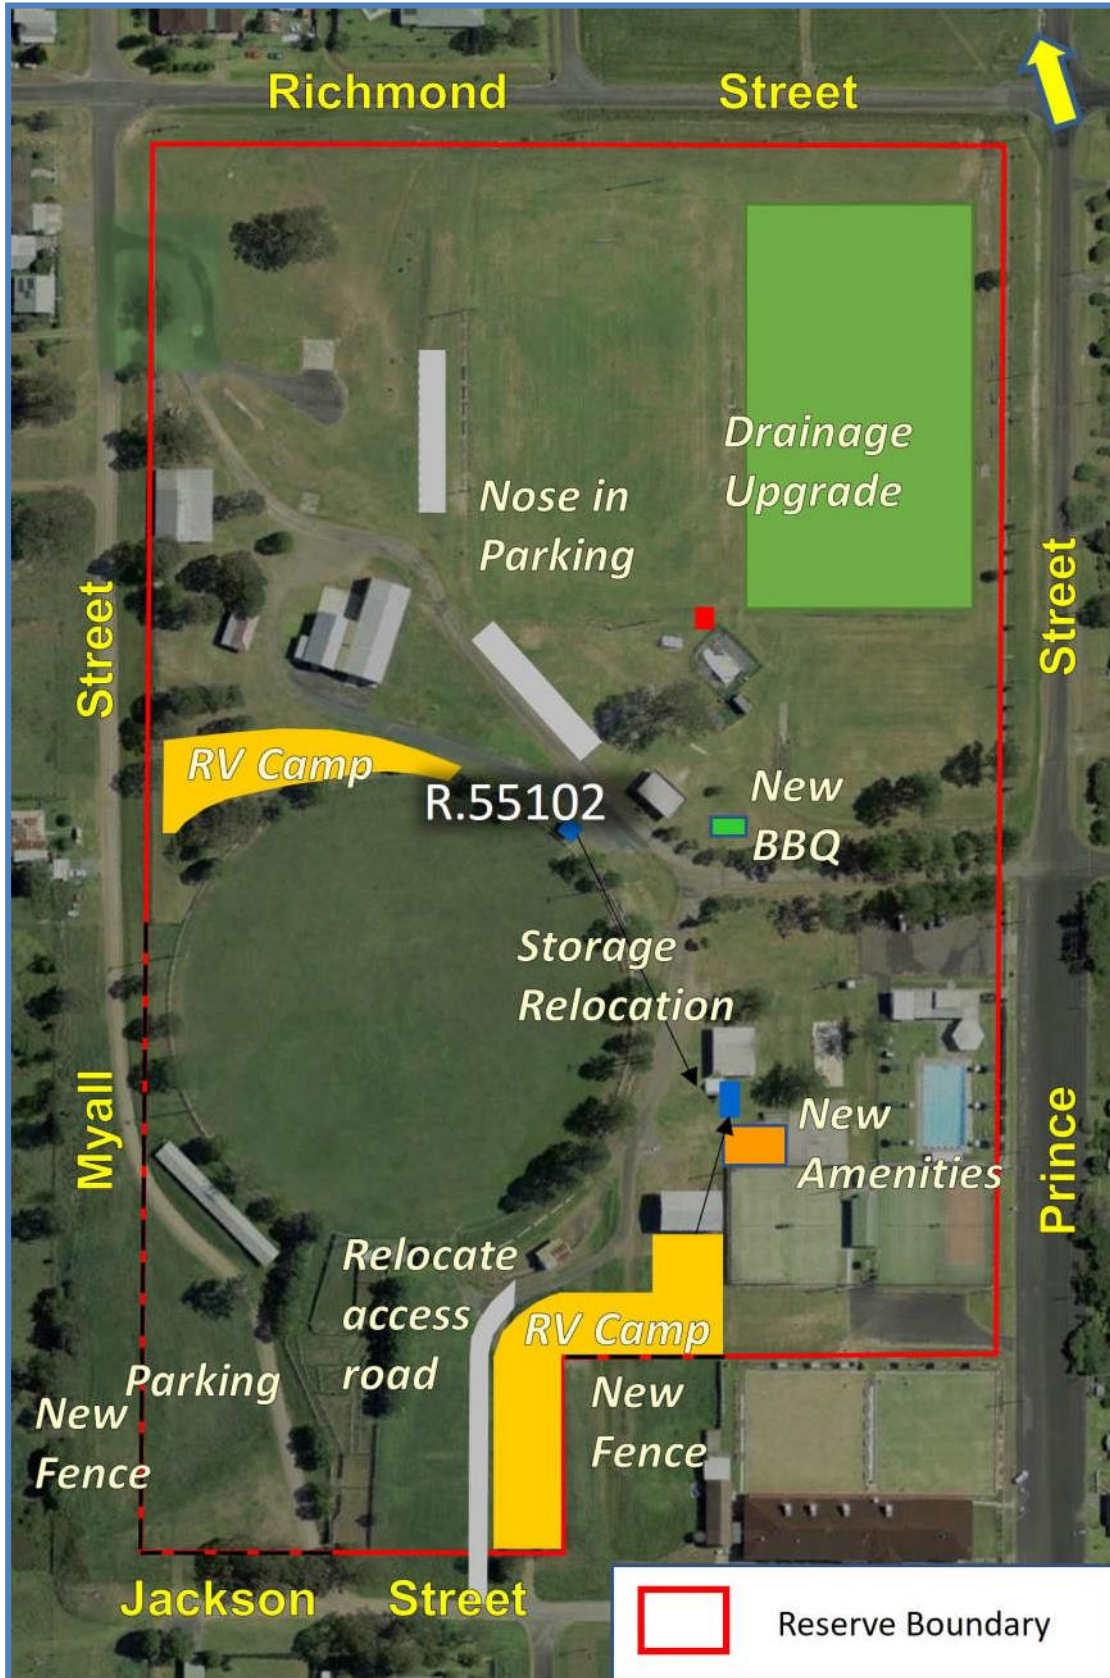 Richmond Street
Drainage
Upgrade
Nose in
Parking
Street
Street
RV Camp
R.55102
New
BBQ
Storage
Relocation
Myall
New
Amenities
Prince
Relocate
access
road
RV Camp
Parking
New
Fence
New
Fence
Jackson Street
Reserve Boundary